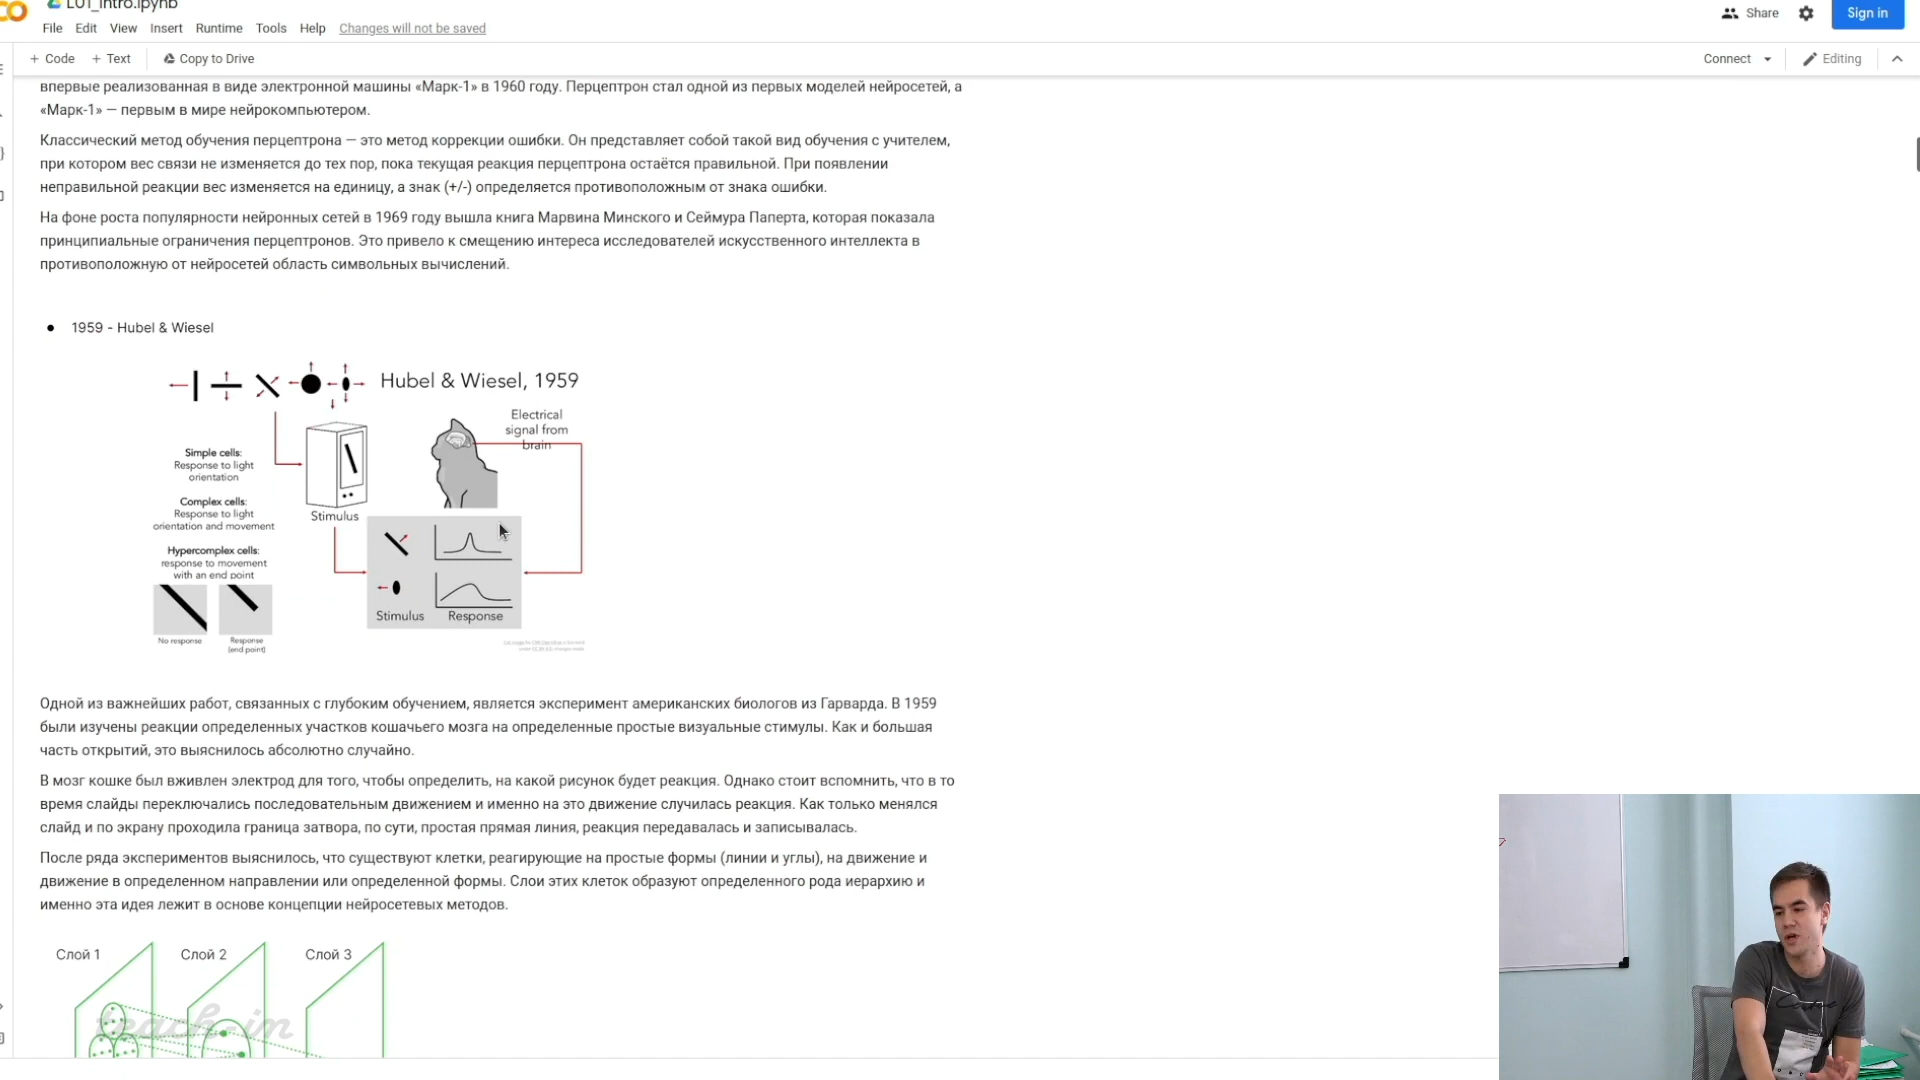 L01_Intro.ipynb
Share
Sign in
File Edit View Insert Runtime Tools Help Changes will not be saved
+ Code + Text Copy to Drive
Connect
Editing
впервые реализованная в виде электронной машины «Марк-1» в 1960 году. Перцептрон стал одной из первых моделей нейросетей, а
«Марк-1» — первым в мире нейрокомпьютером.
Классический метод обучения перцептрона — это метод коррекции ошибки. Он представляет собой такой вид обучения с учителем,
при котором вес связи не изменяется до тех пор, пока текущая реакция перцептрона остаётся правильной. При появлении
неправильной реакции вес изменяется на единицу, а знак (+/-) определяется противоположным от знака ошибки.
На фоне роста популярности нейронных сетей в 1969 году вышла книга Марвина Минского и Сеймура Паперта, которая показала
принципиальные ограничения перцептронов. Это привело к смещению интереса исследователей искусственного интеллекта в
противоположную от нейросетей область символьных вычислений.
● 1959 - Hubel & Wiesel
Hubel & Wiesel, 1959
Electrical
signal from
brain
Simple cells:
Response to light
orientation
Complex cells:
Response to light
orientation and movement
Stimulus
Hypercomplex cells:
response to movement
with an end point
Stimulus Response
No response
Response
(end point)
Одной из важнейших работ, связанных с глубоким обучением, является эксперимент американских биологов из Гарварда. В 1959
были изучены реакции определенных участков кошачьего мозга на определенные простые визуальные стимулы. Как и большая
часть открытий, это выяснилось абсолютно случайно.
В мозг кошке был вживлен электрод для того, чтобы определить, на какой рисунок будет реакция. Однако стоит вспомнить, что в то
время слайды переключались последовательным движением и именно на это движение случилась реакция. Как только менялся
слайд и по экрану проходила граница затвора, по сути, простая прямая линия, реакция передавалась и записывалась.
После ряда экспериментов выяснилось, что существуют клетки, реагирующие на простые формы (линии и углы), на движение и
движение в определенном направлении или определенной формы. Слои этих клеток образуют определенного рода иерархию и
именно эта идея лежит в основе концепции нейросетевых методов.
Слой 1 Слой 2 Слой 3
teach-in